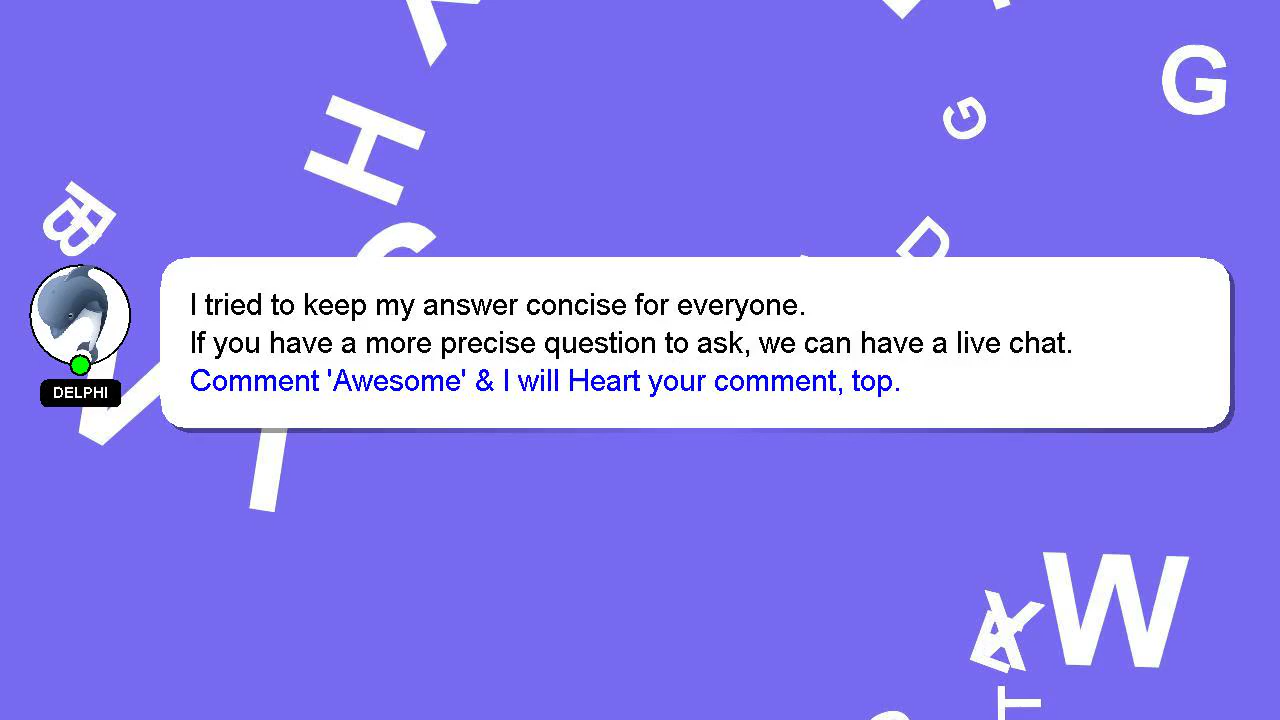 G
G
H
D
B
I tried to keep my answer concise for everyone.
If you have a more precise question to ask, we can have a live chat.
Comment 'Awesome' & I will Heart your comment, top.
DELPHI
W
T